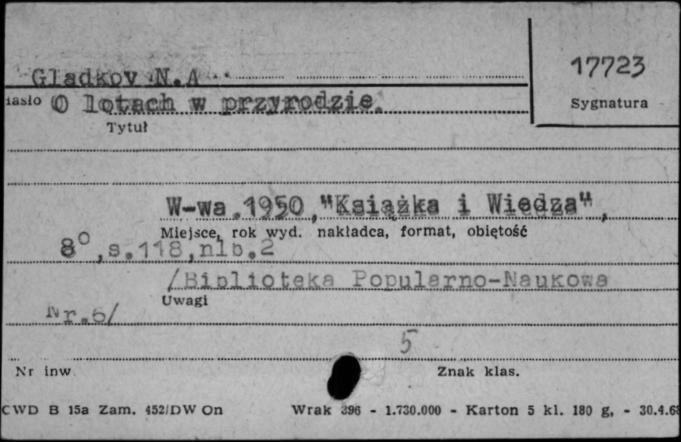 Gladkov N.A
17723
iasło O lotach w przyrodzie.
Sygnatura
Tytuł
W-wa.1950,"Książka i Wiedza",
Miejsce, rok wyd. nakładca, format, objętość
8°,s.118,nlb.2
/Biblioteka Popularno-Naukowa
Uwagi
Nr.6/
5
Nr inw
Znak klas.
CWD B 15a Zam. 452/DW On
Wrak 396 - 1.730.000 - Karton 5 kl. 180 g, - 30.4.68